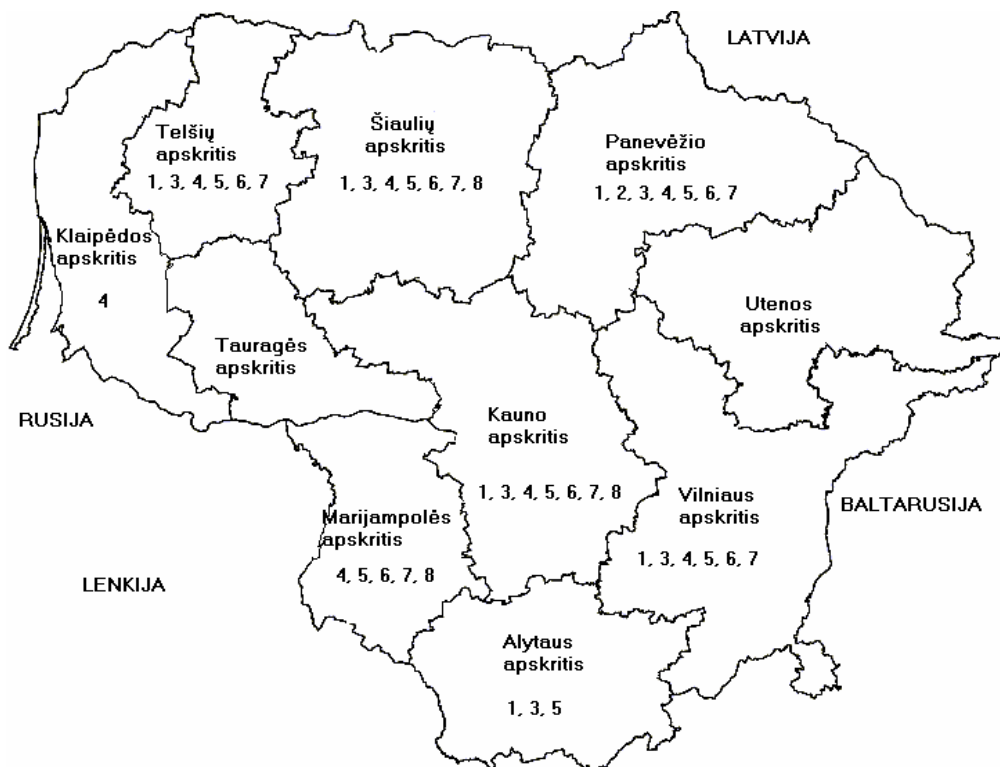 LATVIJA
Telšių
apskritis
1, 3, 4, 5, 6, 7
Šiaulių
apskritis
1, 3, 4, 5, 6, 7, 8
Panevėžio
apskritis
1, 2, 3, 4, 5, 6, 7
Klaipėdos
apskritis
4
Utenos
apskritis
Tauragės
apskritis
RUSIJA
Kauno
apskritis
1, 3, 4, 5, 6, 7, 8
Vilniaus
apskritis
1, 3, 4, 5, 6, 7
BALTARUSIJA
Marijampolės
apskritis
4, 5, 6, 7, 8
LENKIJA
Alytaus
apskritis
1, 3, 5